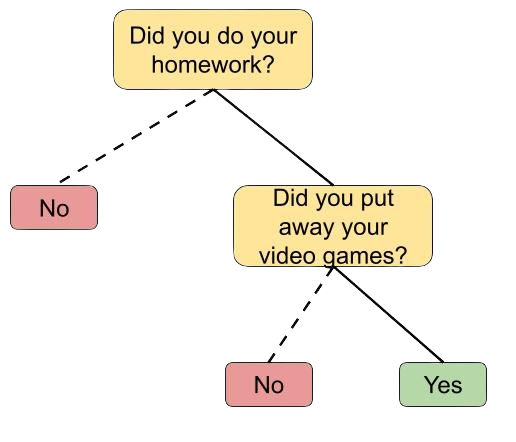 Did you do your
homework?
No
Did you put
away your
video games?
No
Yes